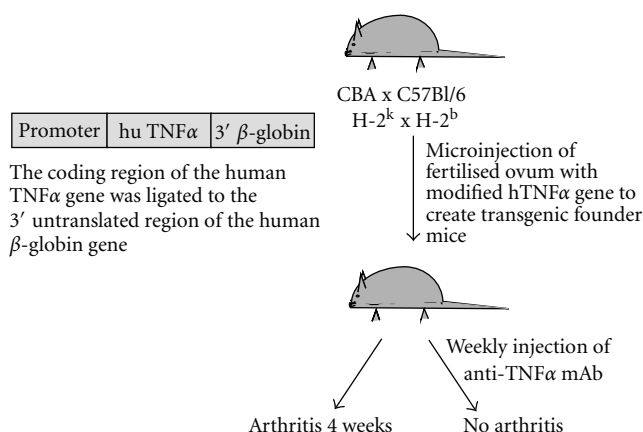 CBA x C57Bl/6
H-2ᵏ x H-2ᵇ
Promoter hu TNFα 3′ β-globin
The coding region of the human
TNFα gene was ligated to the
3′ untranslated region of the human
β-globin gene
Microinjection of
fertilised ovum with
modified hTNFα gene to
create transgenic founder
mice
Weekly injection of
anti-TNFα mAb
Arthritis 4 weeks
No arthritis